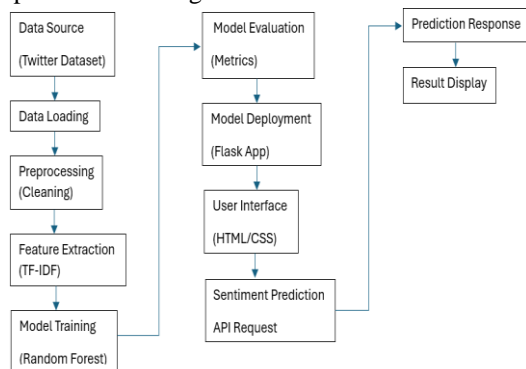 Data Source
(Twitter Dataset)
Data Loading
Preprocessing
(Cleaning)
Feature Extraction
(TF-IDF)
Model Training
(Random Forest)
Model Evaluation
(Metrics)
Model Deployment
(Flask App)
User Interface
(HTML/CSS)
Sentiment Prediction
API Request
Prediction Response
Result Display